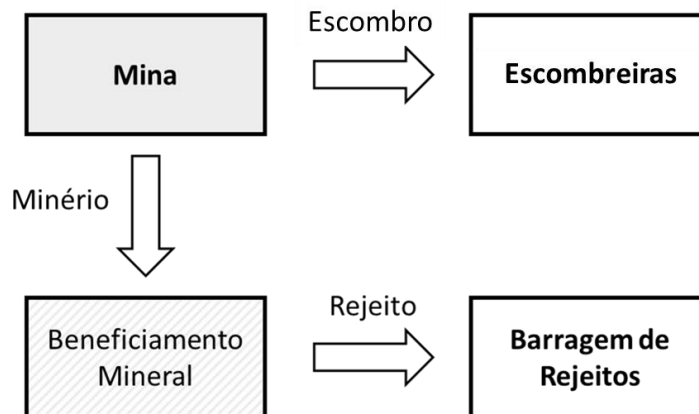 Escombro
Mina
Escombreiras
Minério
Rejeito
Beneficiamento
Mineral
Barragem de
Rejeitos